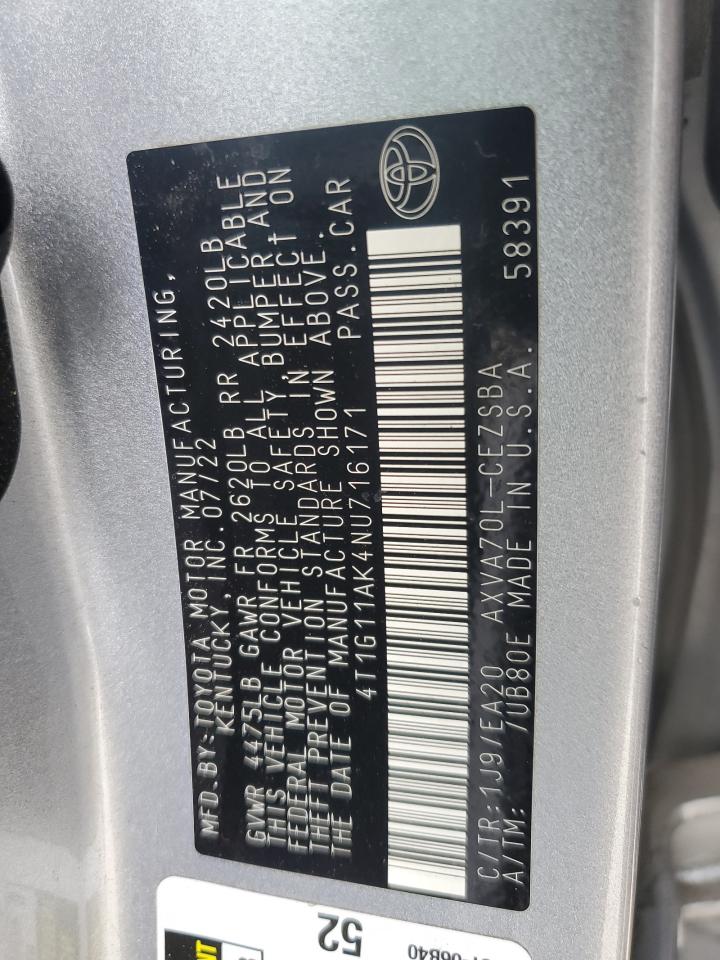 MFD.BY:TOYOTA MOTOR MANUFACTURING,
KENTUCKY, INC. 07/22
GVWR 4475LB GAWR FR 2620LB RR 2420LB
THIS VEHICLE CONFORMS TO ALL APPLICABLE
FEDERAL MOTOR VEHICLE SAFETY, BUMPER, AND
THEFT PREVENTION STANDARDS IN EFFECT ON
THE DATE OF MANUFACTURE SHOWN ABOVE.
4T1G11AK4NU716171 PASS.CAR
C/TR:1J9/EA20 AXVA70L-CEZSBA
A/TM: /UB80E MADE IN U.S.A. 58391
52
06B40